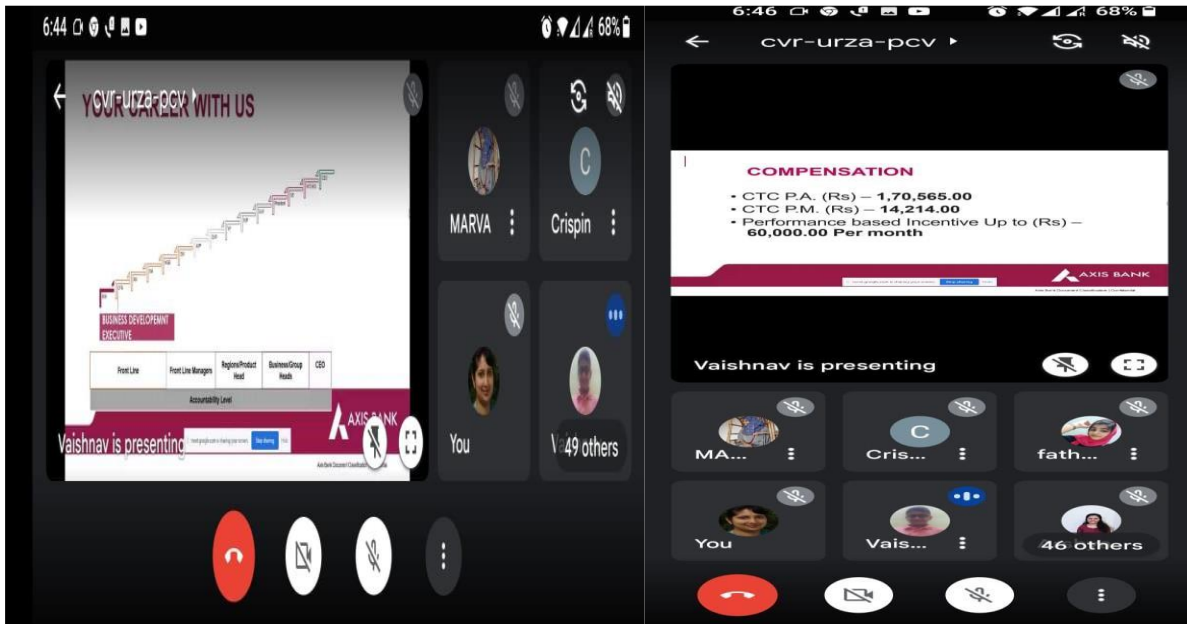 6:44
68%
cvr-urza-pcv
YOUR CAREER WITH US
BUSINESS DEVELOPEMNT
EXECUTIVE
Front Line
Front Line Managers
Region/Product
Head
Business/Group
Heads
CEO
Accountability Level
AXIS BANK
Vaishnav is presenting
Stop sharing
MARVA
C
Crispin
You
49 others
6:46
68%
cvr-urza-pcv
COMPENSATION
▪ CTC P.A. (Rs) – 1,70,565.00
▪ CTC P.M. (Rs) – 14,214.00
▪ Performance based Incentive Up to (Rs) –
60,000.00 Per month
AXIS BANK
Stop sharing
Vaishnav is presenting
MA...
C
Cris...
fath...
You
Vais...
46 others